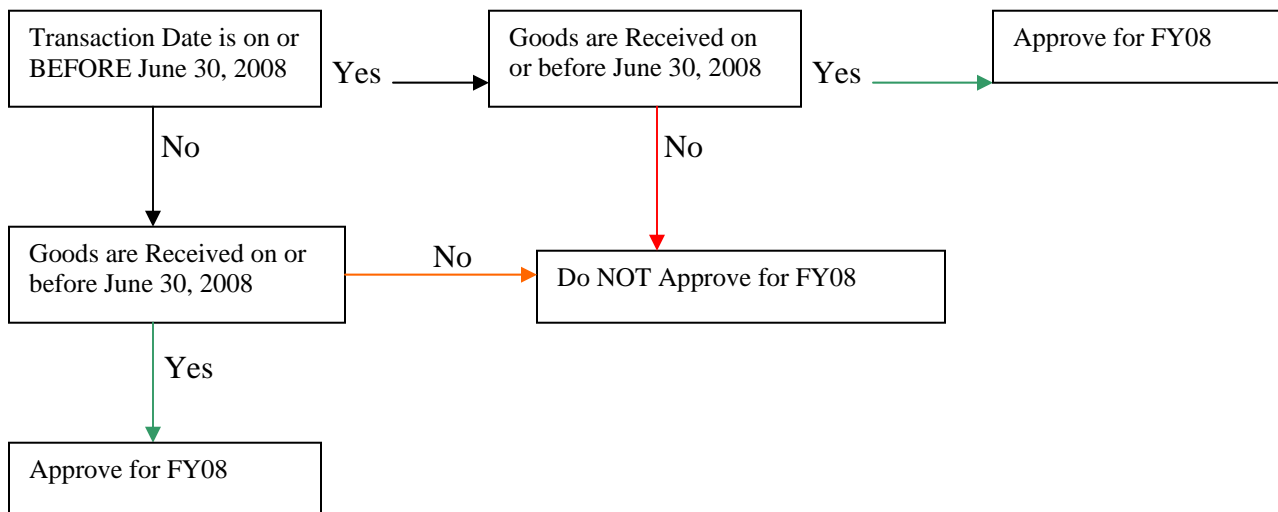 Transaction Date is on or
BEFORE June 30, 2008
Yes
Goods are Received on
or before June 30, 2008
Yes
Approve for FY08
No
No
Goods are Received on or
before June 30, 2008
No
Do NOT Approve for FY08
Yes
Approve for FY08